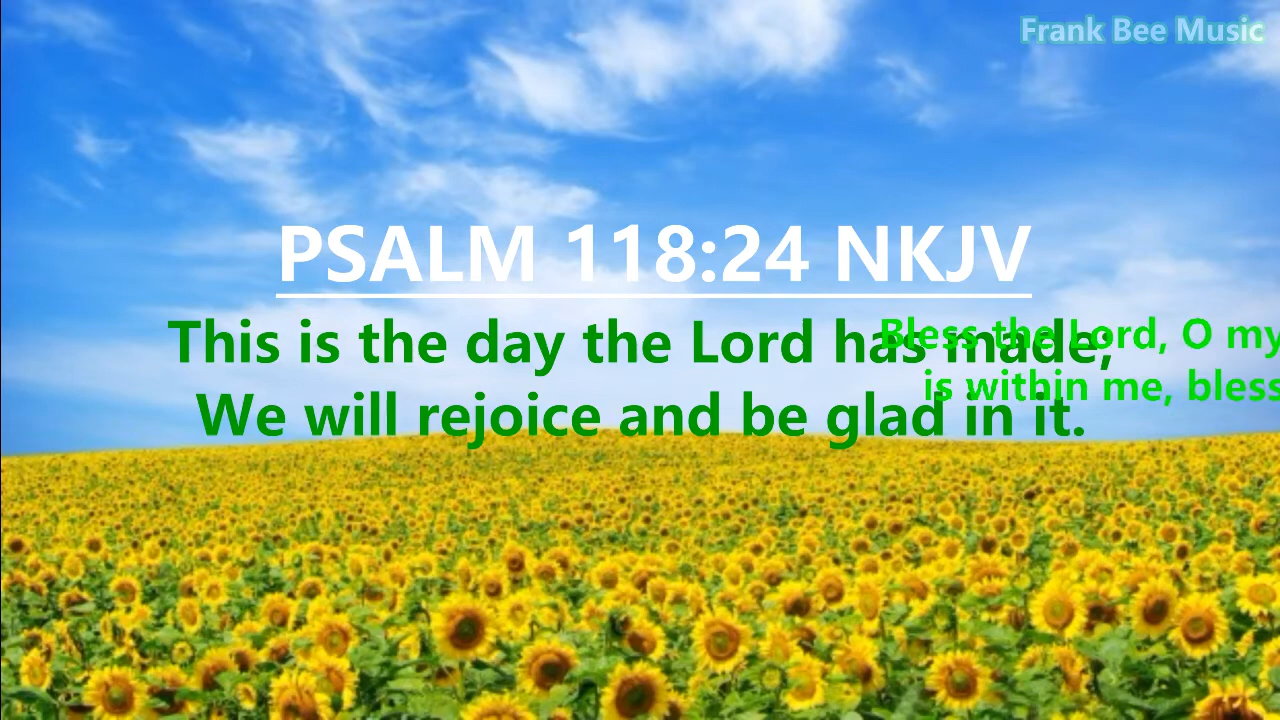 Frank Bee Music
PSALM 118:24 NKJV
This is the day the Lord has made,
We will rejoice and be glad in it.
Bless the Lord, O my
is within me, bless